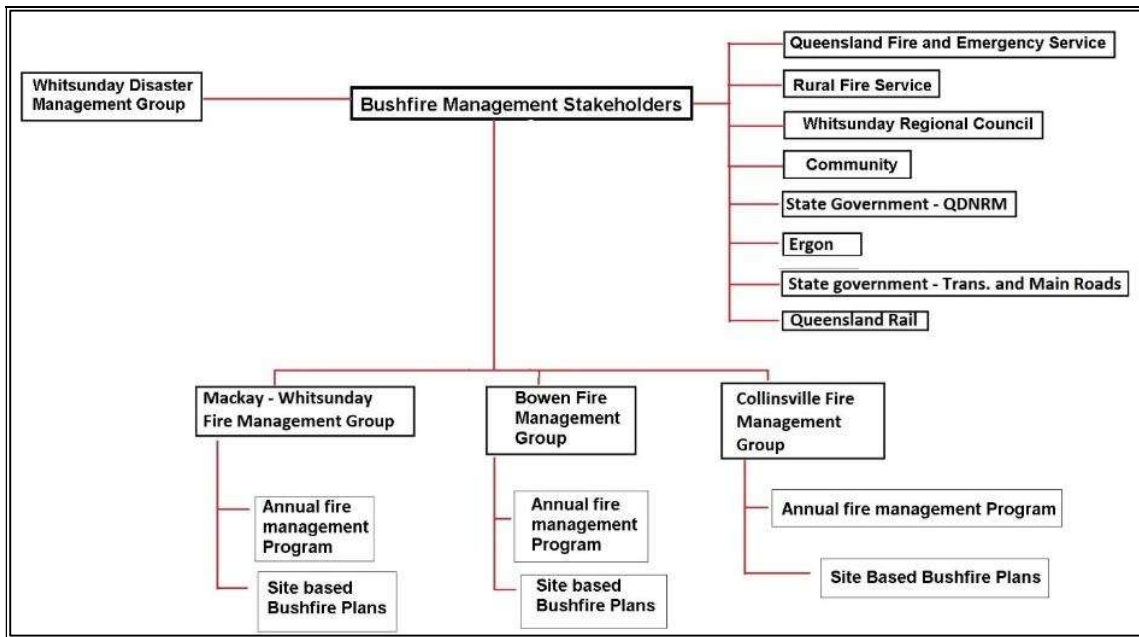 Queensland Fire and Emergency Service
Whitsunday Disaster
Management Group
Bushfire Management Stakeholders
Rural Fire Service
Whitsunday Regional Council
Community
State Government - QDNRM
Ergon
State government - Trans. and Main Roads
Queensland Rail
Mackay - Whitsunday
Fire Management Group
Bowen Fire
Management
Group
Collinsville Fire
Management
Group
Annual fire
management
Program
Site based
Bushfire Plans
Annual fire
management
Program
Site based
Bushfire Plans
Annual fire management Program
Site Based Bushfire Plans